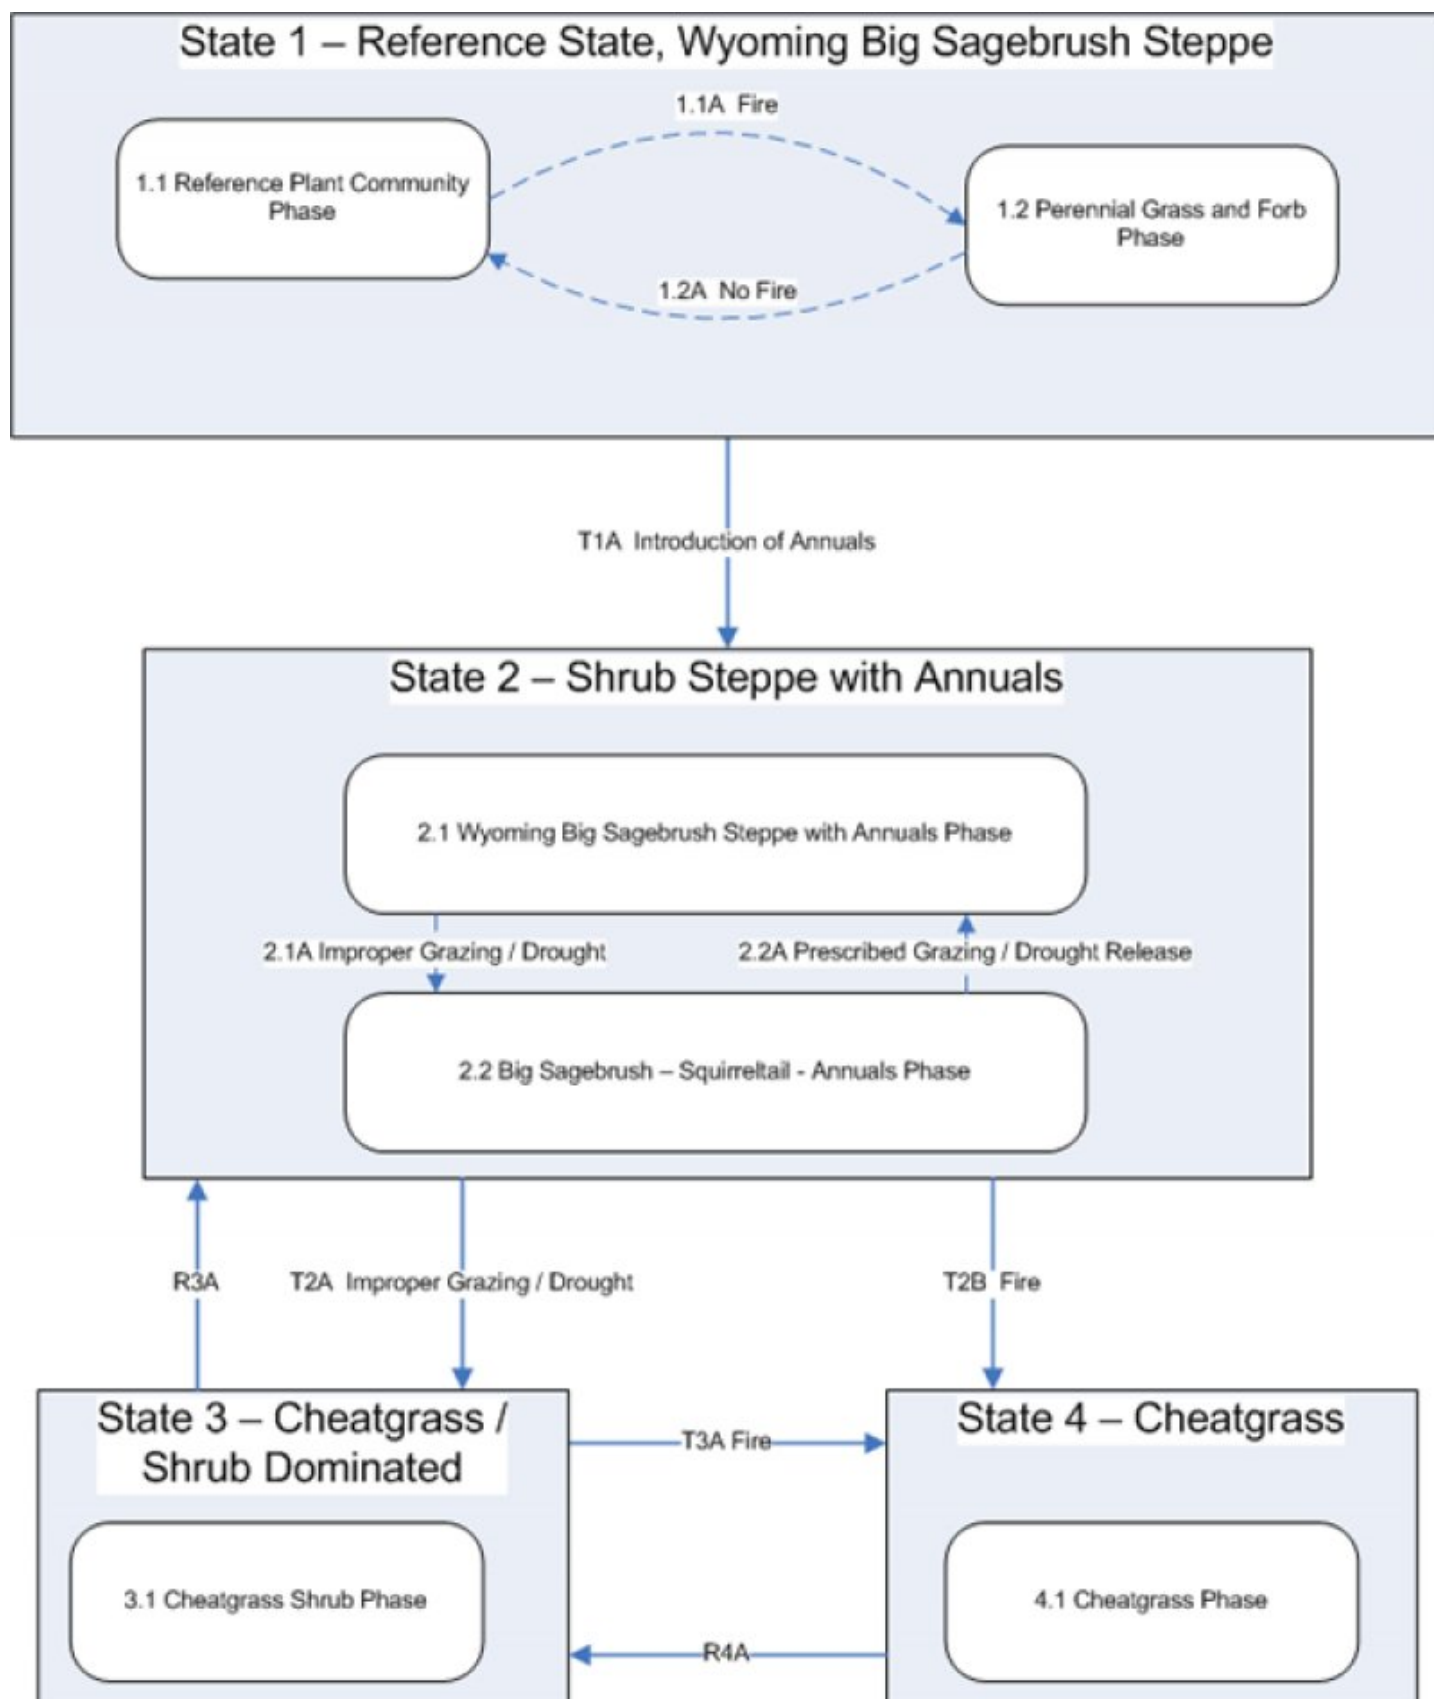 State 1 – Reference State, Wyoming Big Sagebrush Steppe
1.1A Fire
1.1 Reference Plant Community
Phase
1.2 Perennial Grass and Forb
Phase
1.2A No Fire
T1A Introduction of Annuals
State 2 – Shrub Steppe with Annuals
2.1 Wyoming Big Sagebrush Steppe with Annuals Phase
2.1A Improper Grazing / Drought
2.2A Prescribed Grazing / Drought Release
2.2 Big Sagebrush – Squirreltail - Annuals Phase
R3A
T2A Improper Grazing / Drought
T2B Fire
State 3 – Cheatgrass /
Shrub Dominated
T3A Fire
State 4 – Cheatgrass
3.1 Cheatgrass Shrub Phase
4.1 Cheatgrass Phase
R4A